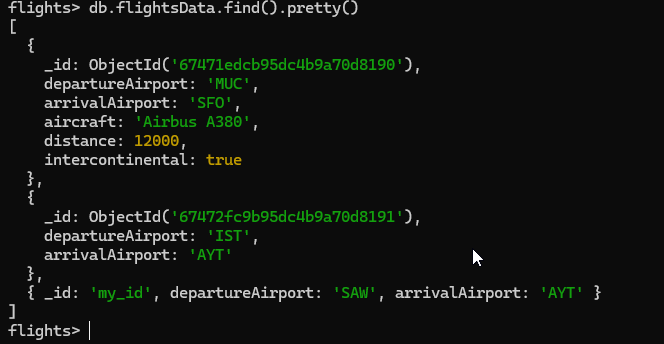 flights> db.flightsData.find().pretty()
[
  {
    _id: ObjectId('67471edcb95dc4b9a70d8190'),
    departureAirport: 'MUC',
    arrivalAirport: 'SFO',
    aircraft: 'Airbus A380',
    distance: 12000,
    intercontinental: true
  },
  {
    _id: ObjectId('67472fc9b95dc4b9a70d8191'),
    departureAirport: 'IST',
    arrivalAirport: 'AYT'
  },
  { _id: 'my_id', departureAirport: 'SAW', arrivalAirport: 'AYT' }
]
flights>